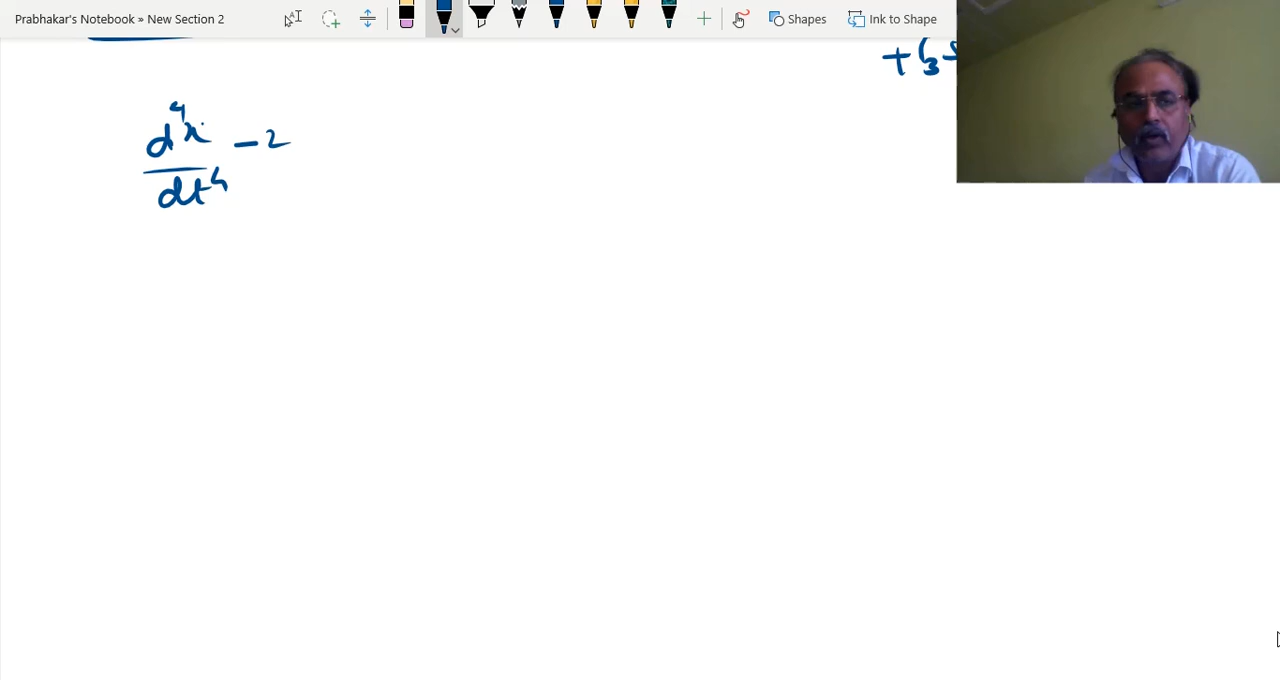 Prabhakar's Notebook » New Section 2
Shapes
Ink to Shape
d⁴x
dt⁴
- 2